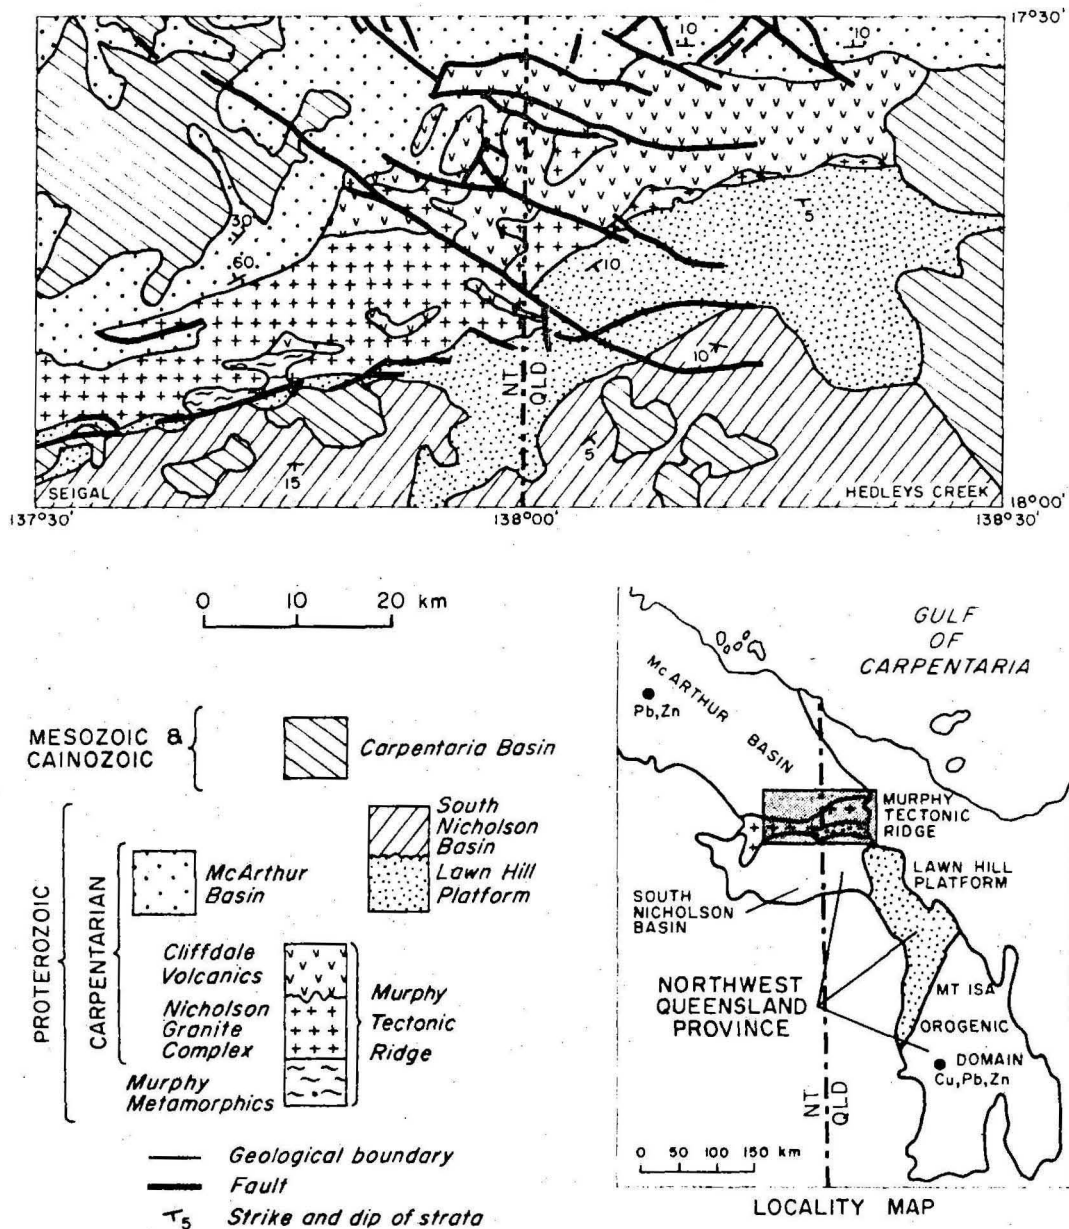 17°30'
10
10
10
30
60
5
10
10
5
15
NT
QLD
SEIGAL
HEDLEYS CREEK
18°00'
137°30'
138°00'
138°30'
0 10 20 km
MESOZOIC &
CAINOZOIC
Carpentaria Basin
PROTEROZOIC
CARPENTARIAN
McArthur
Basin
South
Nicholson
Basin
Lawn Hill
Platform
Cliffdale
Volcanics
Nicholson
Granite
Complex
Murphy
Metamorphics
Murphy
Tectonic
Ridge
Geological boundary
Fault
5 Strike and dip of strata
GULF
OF
CARPENTARIA
McARTHUR
BASIN
Pb,Zn
MURPHY
TECTONIC
RIDGE
LAWN HILL
PLATFORM
SOUTH
NICHOLSON
BASIN
NORTHWEST
QUEENSLAND
PROVINCE
MT ISA
OROGENIC
DOMAIN
Cu,Pb,Zn
NT
QLD
0 50 100 150 km
LOCALITY MAP